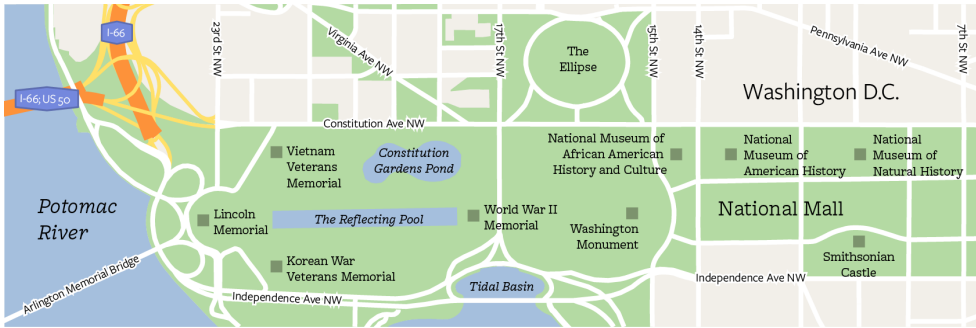 I-66
23rd St NW
Virginia Ave NW
17th St NW
The
Ellipse
15th St NW
14th St NW
Pennsylvania Ave NW
7th St NW
I-66; US 50
Washington D.C.
Constitution Ave NW
Vietnam
Veterans
Memorial
Constitution
Gardens Pond
National Museum of
African American
History and Culture
National
Museum of
American History
National
Museum of
Natural History
Potomac
River
Lincoln
Memorial
The Reflecting Pool
World War II
Memorial
Washington
Monument
National Mall
Smithsonian
Castle
Korean War
Veterans Memorial
Arlington Memorial Bridge
Independence Ave NW
Tidal Basin
Independence Ave NW